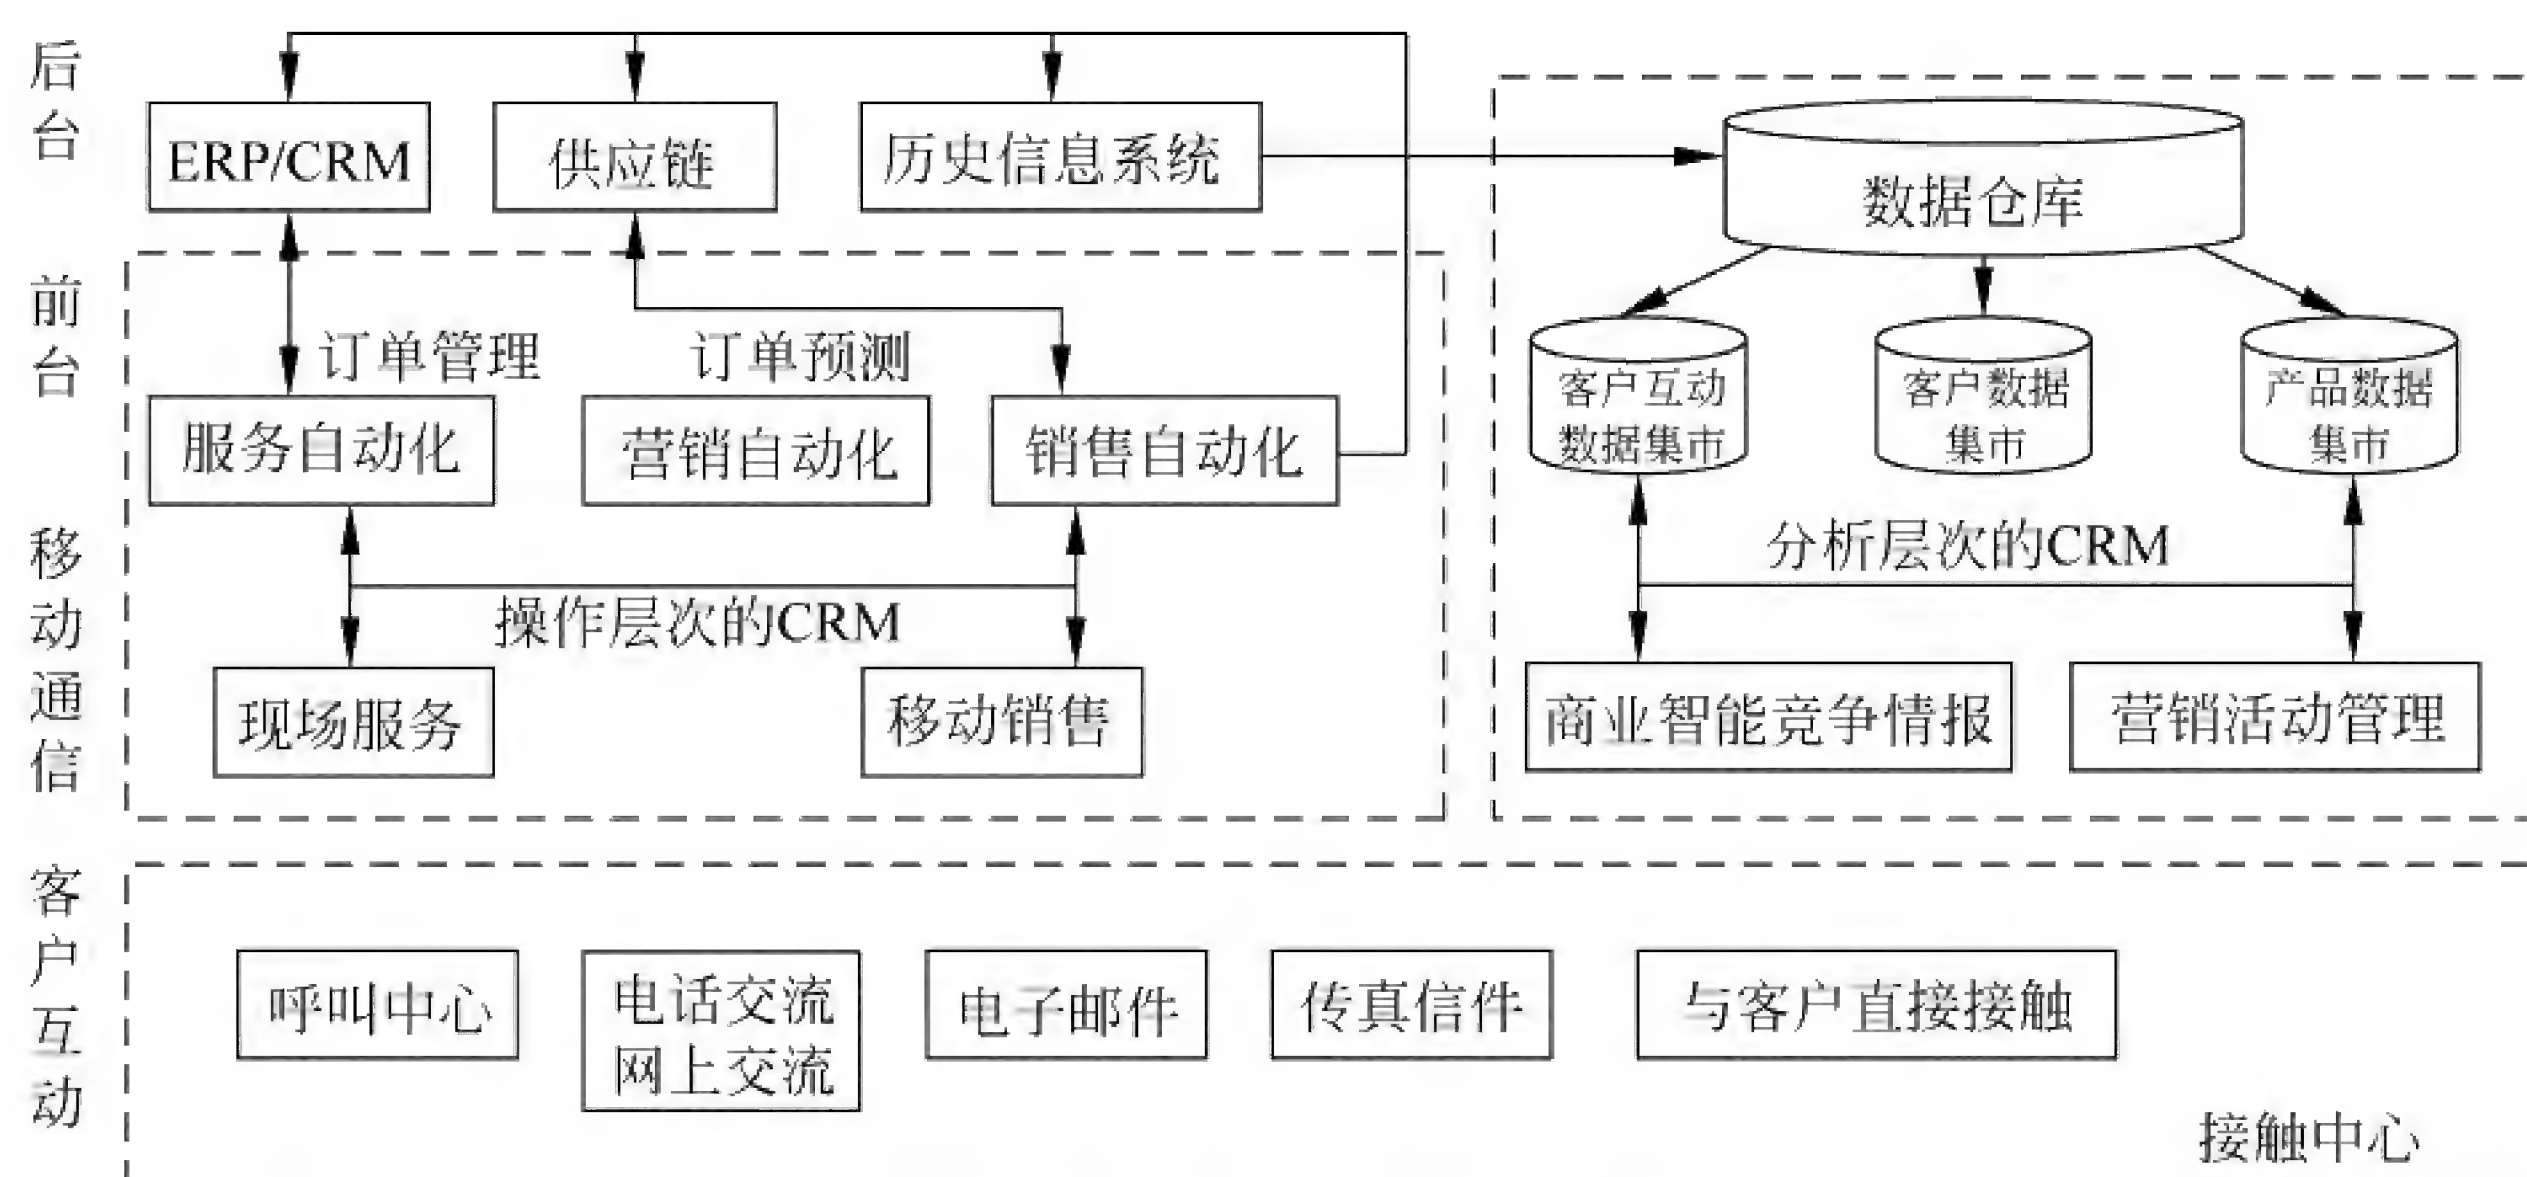 后台
ERP/CRM
供应链
历史信息系统
数据仓库
前台
订单管理
订单预测
服务自动化
营销自动化
销售自动化
客户互动
数据集市
客户数据
集市
产品数据
集市
移动通信
操作层次的CRM
分析层次的CRM
现场服务
移动销售
商业智能竞争情报
营销活动管理
客户互动
呼叫中心
电话交流
网上交流
电子邮件
传真信件
与客户直接接触
接触中心